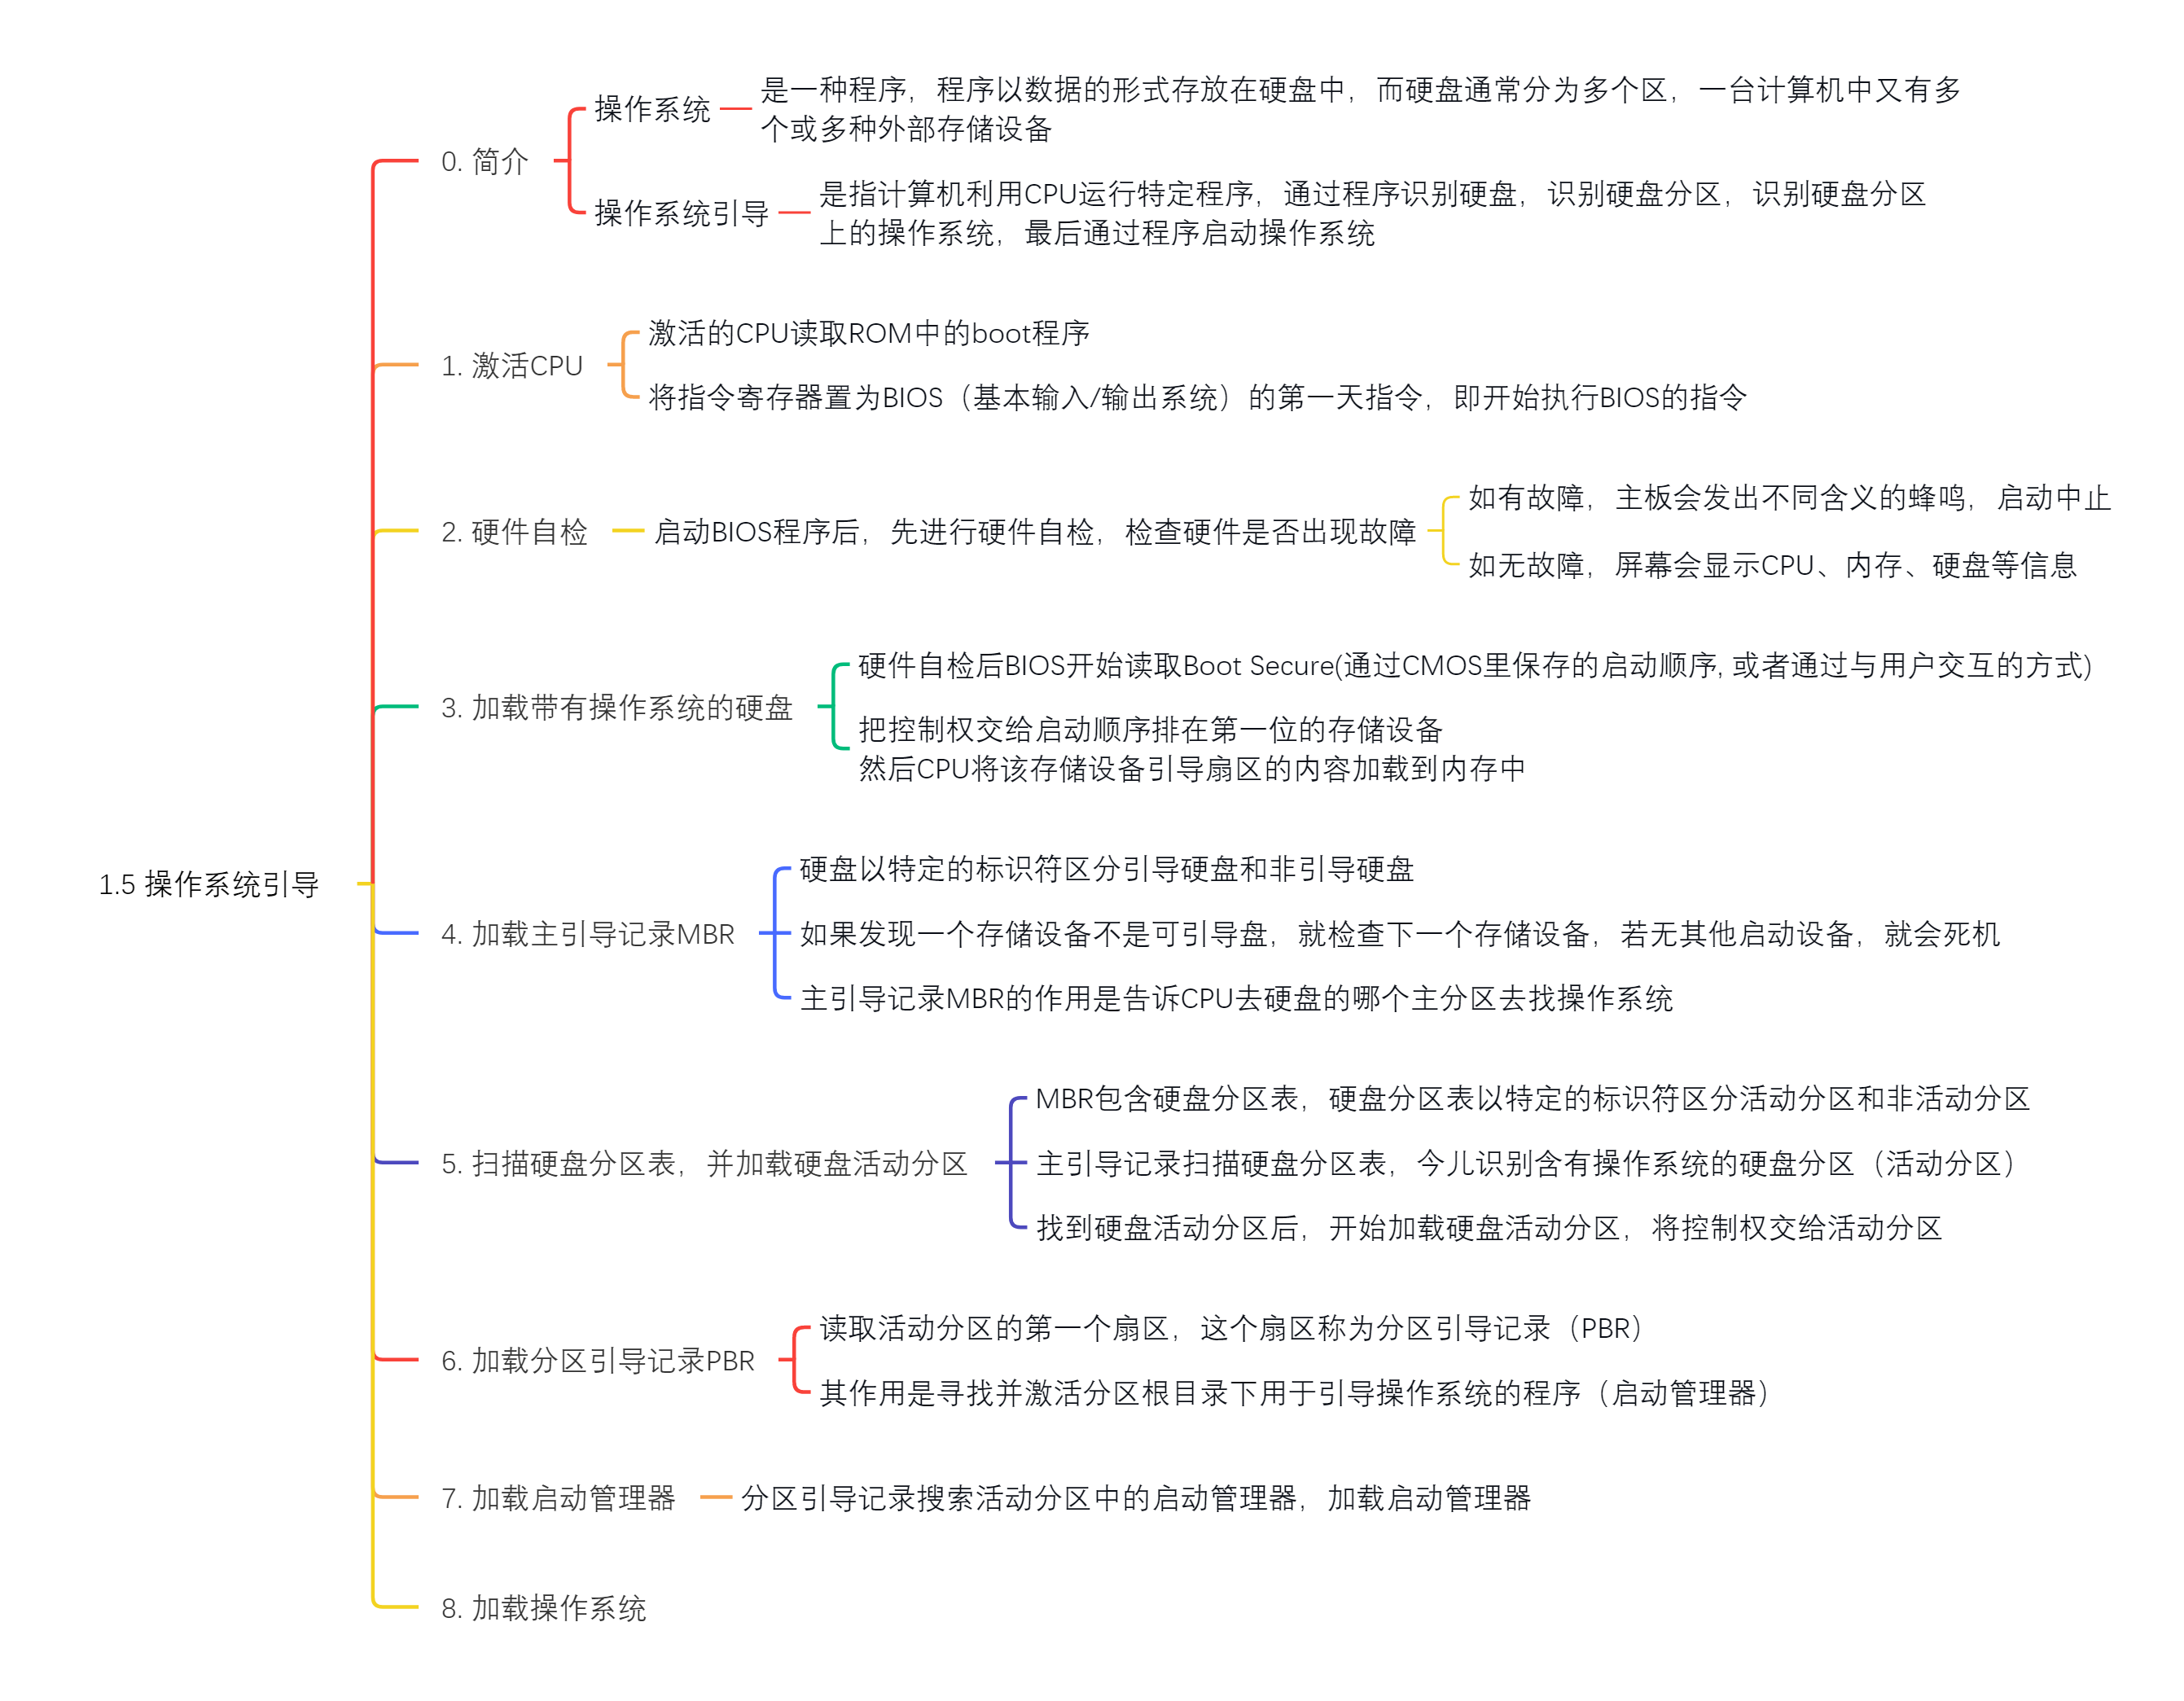 0. 简介
操作系统
是一种程序，程序以数据的形式存放在硬盘中，而硬盘通常分为多个区，一台计算机中又有多
个或多种外部存储设备
操作系统引导
是指计算机利用CPU运行特定程序，通过程序识别硬盘，识别硬盘分区，识别硬盘分区
上的操作系统，最后通过程序启动操作系统
1. 激活CPU
激活的CPU读取ROM中的boot程序
将指令寄存器置为BIOS（基本输入/输出系统）的第一天指令，即开始执行BIOS的指令
2. 硬件自检
启动BIOS程序后，先进行硬件自检，检查硬件是否出现故障
如有故障，主板会发出不同含义的蜂鸣，启动中止
如无故障，屏幕会显示CPU、内存、硬盘等信息
3. 加载带有操作系统的硬盘
硬件自检后BIOS开始读取Boot Secure(通过CMOS里保存的启动顺序, 或者通过与用户交互的方式)
把控制权交给启动顺序排在第一位的存储设备
然后CPU将该存储设备引导扇区的内容加载到内存中
1.5 操作系统引导
4. 加载主引导记录MBR
硬盘以特定的标识符区分引导硬盘和非引导硬盘
如果发现一个存储设备不是可引导盘，就检查下一个存储设备，若无其他启动设备，就会死机
主引导记录MBR的作用是告诉CPU去硬盘的哪个主分区去找操作系统
5. 扫描硬盘分区表，并加载硬盘活动分区
MBR包含硬盘分区表，硬盘分区表以特定的标识符区分活动分区和非活动分区
主引导记录扫描硬盘分区表，今儿识别含有操作系统的硬盘分区（活动分区）
找到硬盘活动分区后，开始加载硬盘活动分区，将控制权交给活动分区
6. 加载分区引导记录PBR
读取活动分区的第一个扇区，这个扇区称为分区引导记录（PBR）
其作用是寻找并激活分区根目录下用于引导操作系统的程序（启动管理器）
7. 加载启动管理器
分区引导记录搜索活动分区中的启动管理器，加载启动管理器
8. 加载操作系统